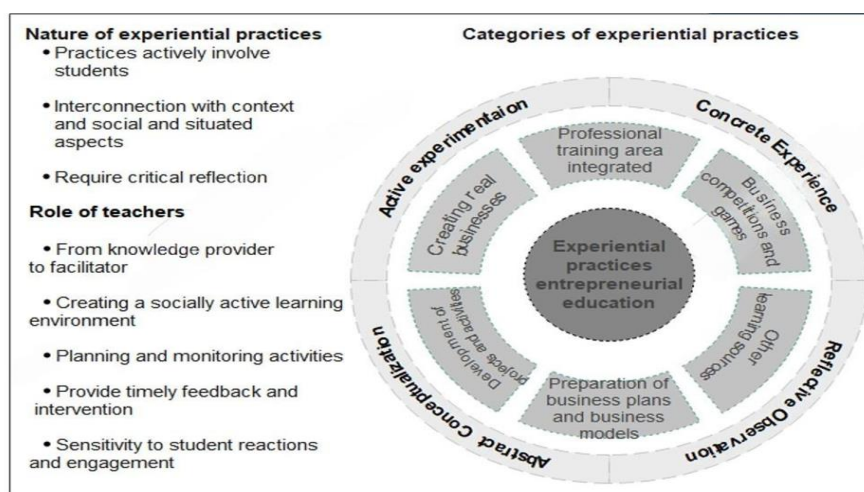 Nature of experiential practices
• Practices actively involve
students
• Interconnection with context
and social and situated
aspects
• Require critical reflection
Role of teachers
• From knowledge provider
to facilitator
• Creating a socially active learning
environment
• Planning and monitoring activities
• Provide timely feedback and
intervention
• Sensitivity to student reactions
and engagement
Categories of experiential practices
Active experimentaion
Concrete Experience
Reflective Observation
Abstract Conceptualization
Professional
training area
integrated
Business
competitions and
games
Other
learning sources
Preparation of
business plans
and business
models
Development of
projects and activities
Creating real
businesses
Experiential
practices
entrepreneurial
education